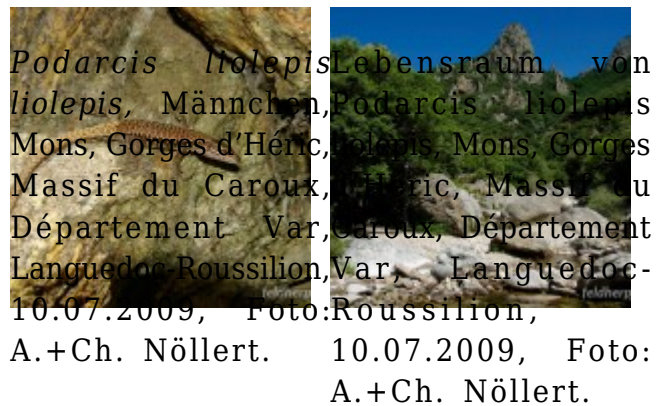 Podarcis liolepis
liolepis, Männchen,
Mons, Gorges d'Héric,
Massif du Caroux,
Département Var,
Languedoc-Roussilion,
10.07.2009, Foto:
A.+Ch. Nöllert.
Lebensraum von
Podarcis liolepis
liolepis, Mons, Gorges
d'Héric, Massif du
Caroux, Département
Var, Languedoc-
Roussilion,
10.07.2009, Foto:
A.+Ch. Nöllert.